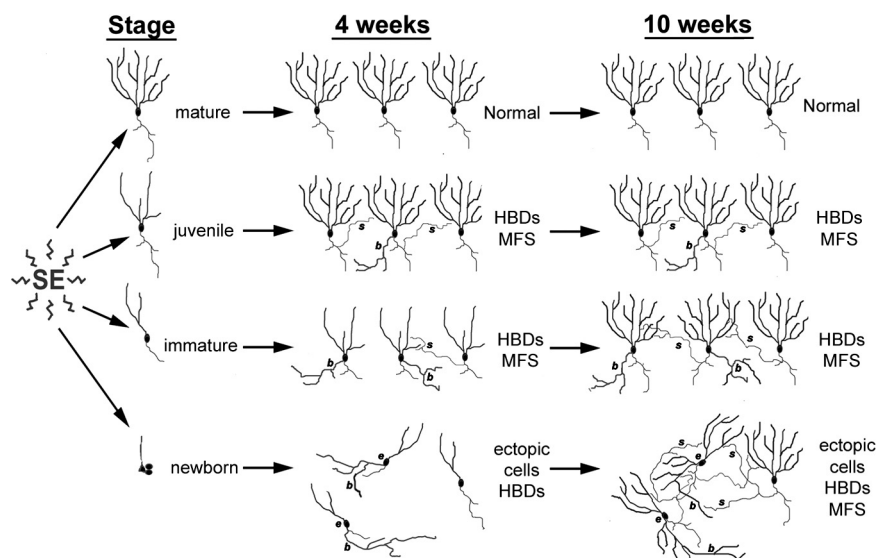 Stage 4 weeks 10 weeks
mature Normal Normal
juvenile s s b HBDs MFS s s b HBDs MFS
SE
immature b s b HBDs MFS s s b b HBDs MFS
newborn e b e b ectopic cells HBDs s e s b s e b ectopic cells HBDs MFS